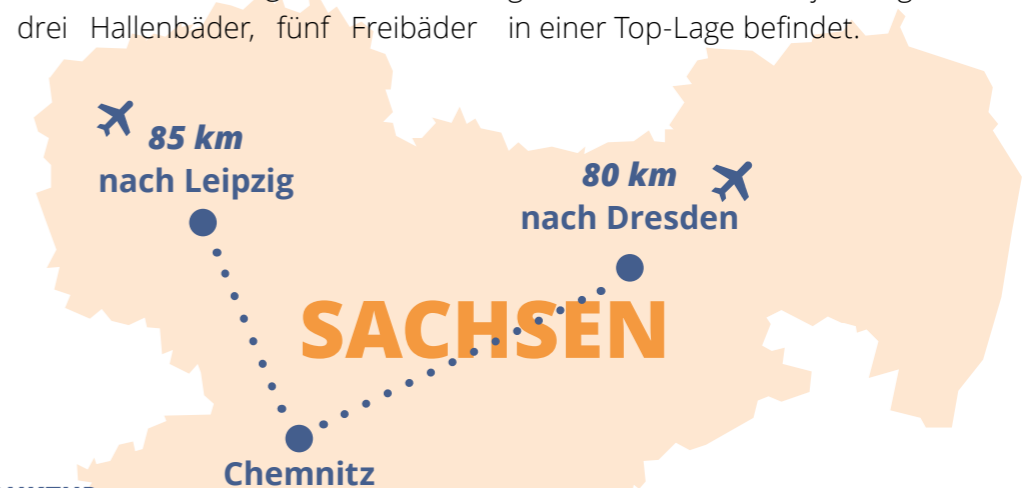 drei Hallenbäder, fünf Freibäder
in einer Top-Lage befindet.
85 km
nach Leipzig
80 km
nach Dresden
SACHSEN
Chemnitz